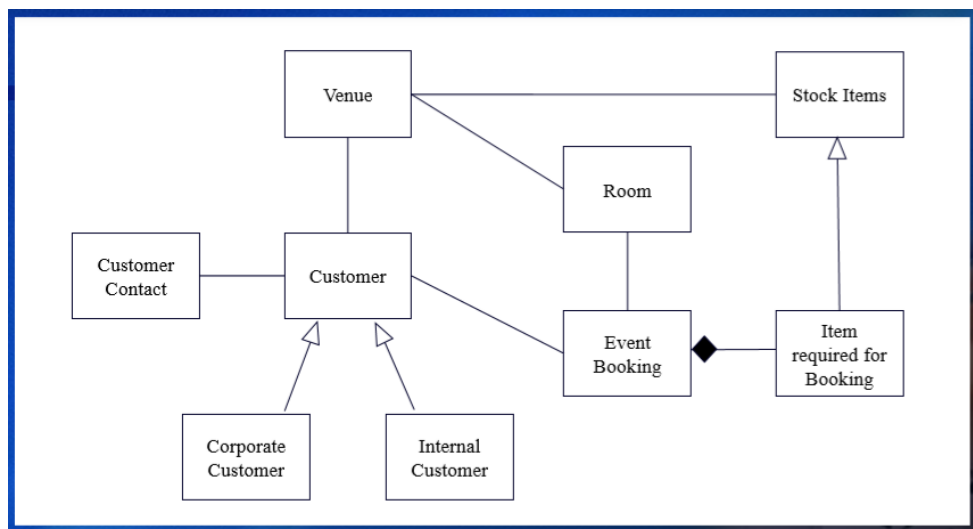 Venue
Stock Items
Room
Customer
Contact
Customer
Event
Booking
Item
required for
Booking
Corporate
Customer
Internal
Customer